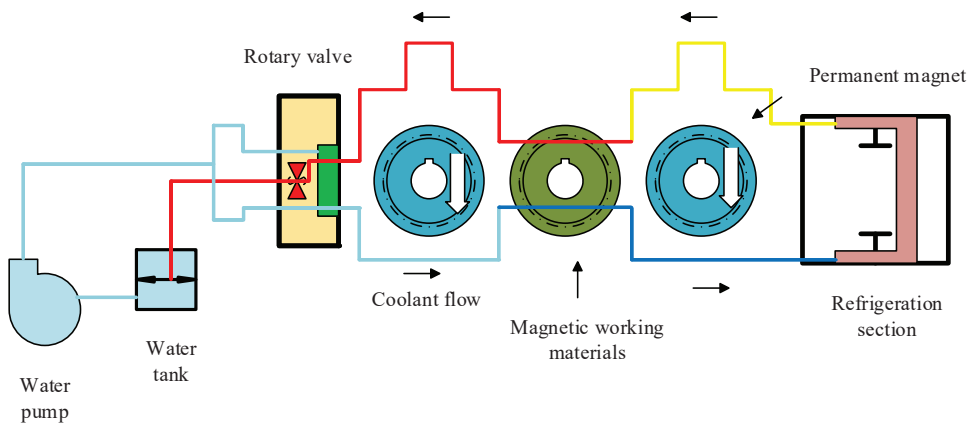 Rotary valve
Permanent magnet
Coolant flow
Magnetic working
materials
Refrigeration
section
Water
tank
Water
pump